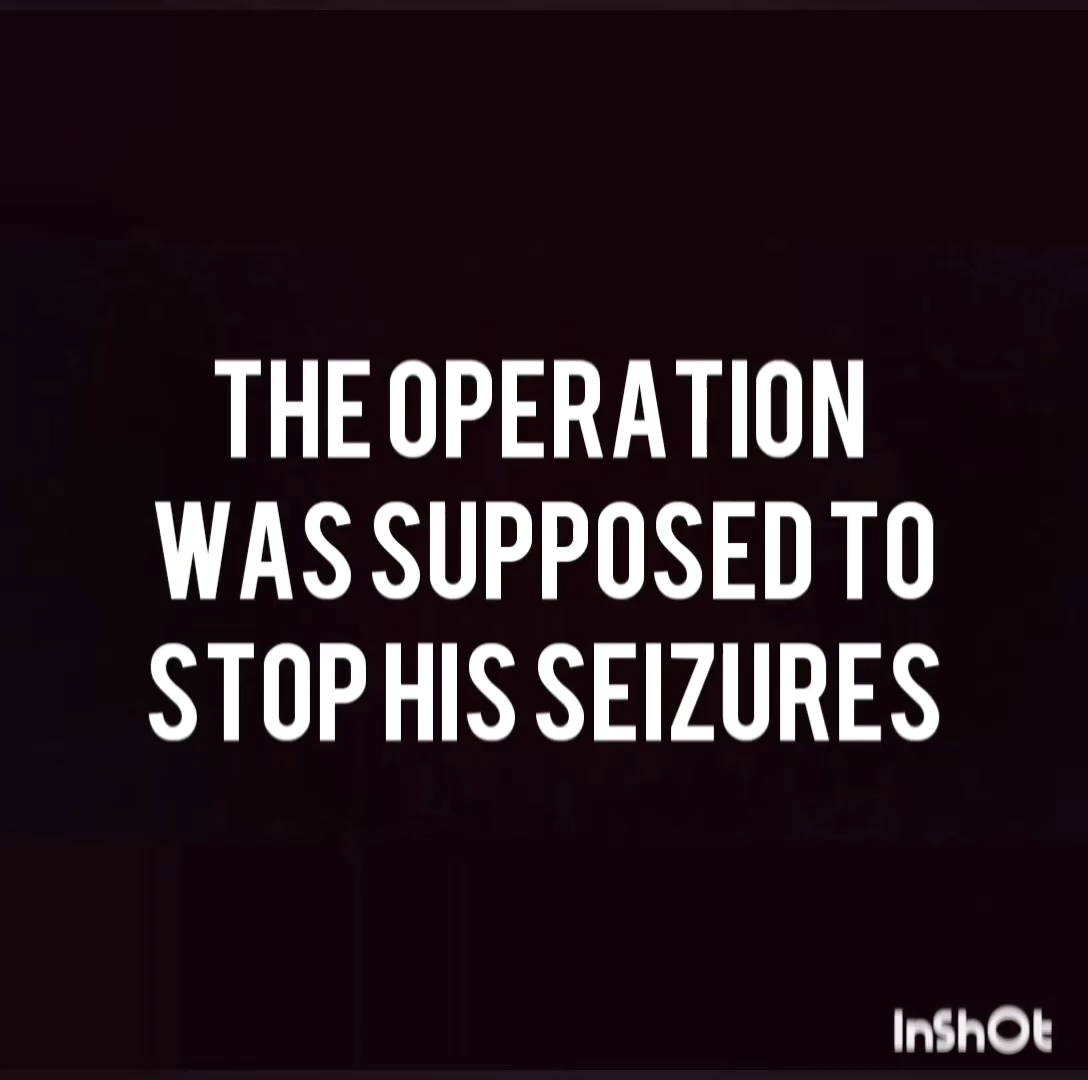 THE OPERATION
WAS SUPPOSED TO
STOP HIS SEIZURES
InShOt